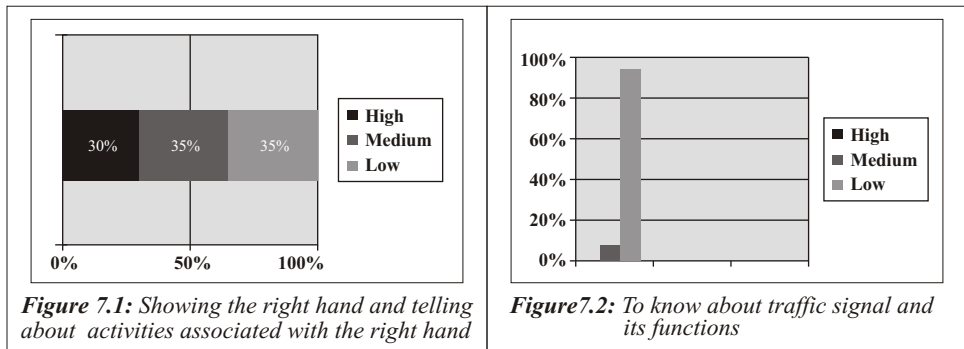 30% 35% 35%
High
Medium
Low
0% 50% 100%
Figure 7.1: Showing the right hand and telling
about activities associated with the right hand
100%
80%
60%
40%
20%
0%
High
Medium
Low
Figure7.2: To know about traffic signal and
its functions